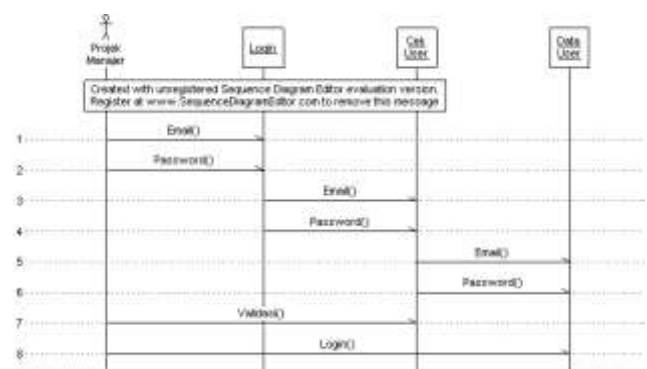 Projek
Manajer
Login
Cek
User
Data
User
Created with unregistered Sequence Diagram Editor evaluation version.
Register at www.SequenceDiagramEditor.com to remove this message
1
Email()
2
Password()
3
Email()
4
Password()
5
Email()
6
Password()
7
Validasi()
8
Login()